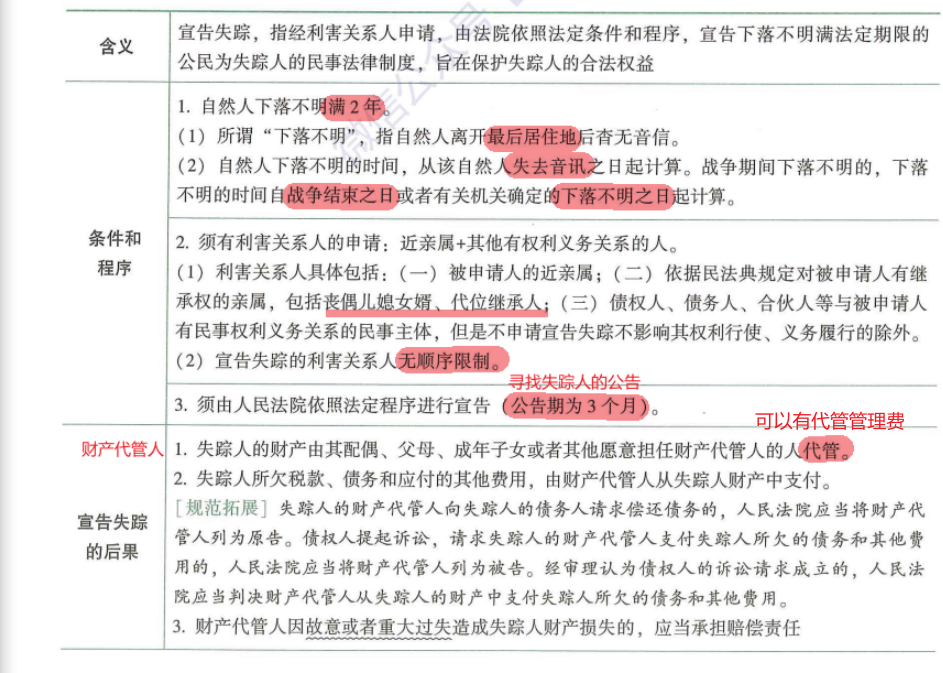 含义
宣告失踪，指经利害关系人申请，由法院依照法定条件和程序，宣告下落不明满法定期限的
公民为失踪人的民事法律制度，旨在保护失踪人的合法权益
条件和
程序
1. 自然人下落不明满2年。
（1）所谓“下落不明”，指自然人离开最后居住地后杳无音信。
（2）自然人下落不明的时间，从该自然人失去音讯之日起计算。战争期间下落不明的，下落
不明的时间自战争结束之日或者有关机关确定的下落不明之日起计算。
2. 须有利害关系人的申请：近亲属+其他有权利义务关系的人。
（1）利害关系人具体包括：（一）被申请人的近亲属；（二）依据民法典规定对被申请人有继
承权的亲属，包括丧偶儿媳女婿、代位继承人；（三）债权人、债务人、合伙人等与被申请人
有民事权利义务关系的民事主体，但是不申请宣告失踪不影响其权利行使、义务履行的除外。
（2）宣告失踪的利害关系人无顺序限制。
寻找失踪人的公告
3. 须由人民法院依照法定程序进行宣告（公告期为3个月）。
可以有代管管理费
财产代管人
宣告失踪
的后果
1. 失踪人的财产由其配偶、父母、成年子女或者其他愿意担任财产代管人的人代管。
2. 失踪人所欠税款、债务和应付的其他费用，由财产代管人从失踪人财产中支付。
［规范拓展］失踪人的财产代管人向失踪人的债务人请求偿还债务的，人民法院应当将财产代
管人列为原告。债权人提起诉讼，请求失踪人的财产代管人支付失踪人所欠的债务和其他费
用的，人民法院应当将财产代管人列为被告。经审理认为债权人的诉讼请求成立的，人民法
院应当判决财产代管人从失踪人的财产中支付失踪人所欠的债务和其他费用。
3. 财产代管人因故意或者重大过失造成失踪人财产损失的，应当承担赔偿责任
微信公众号